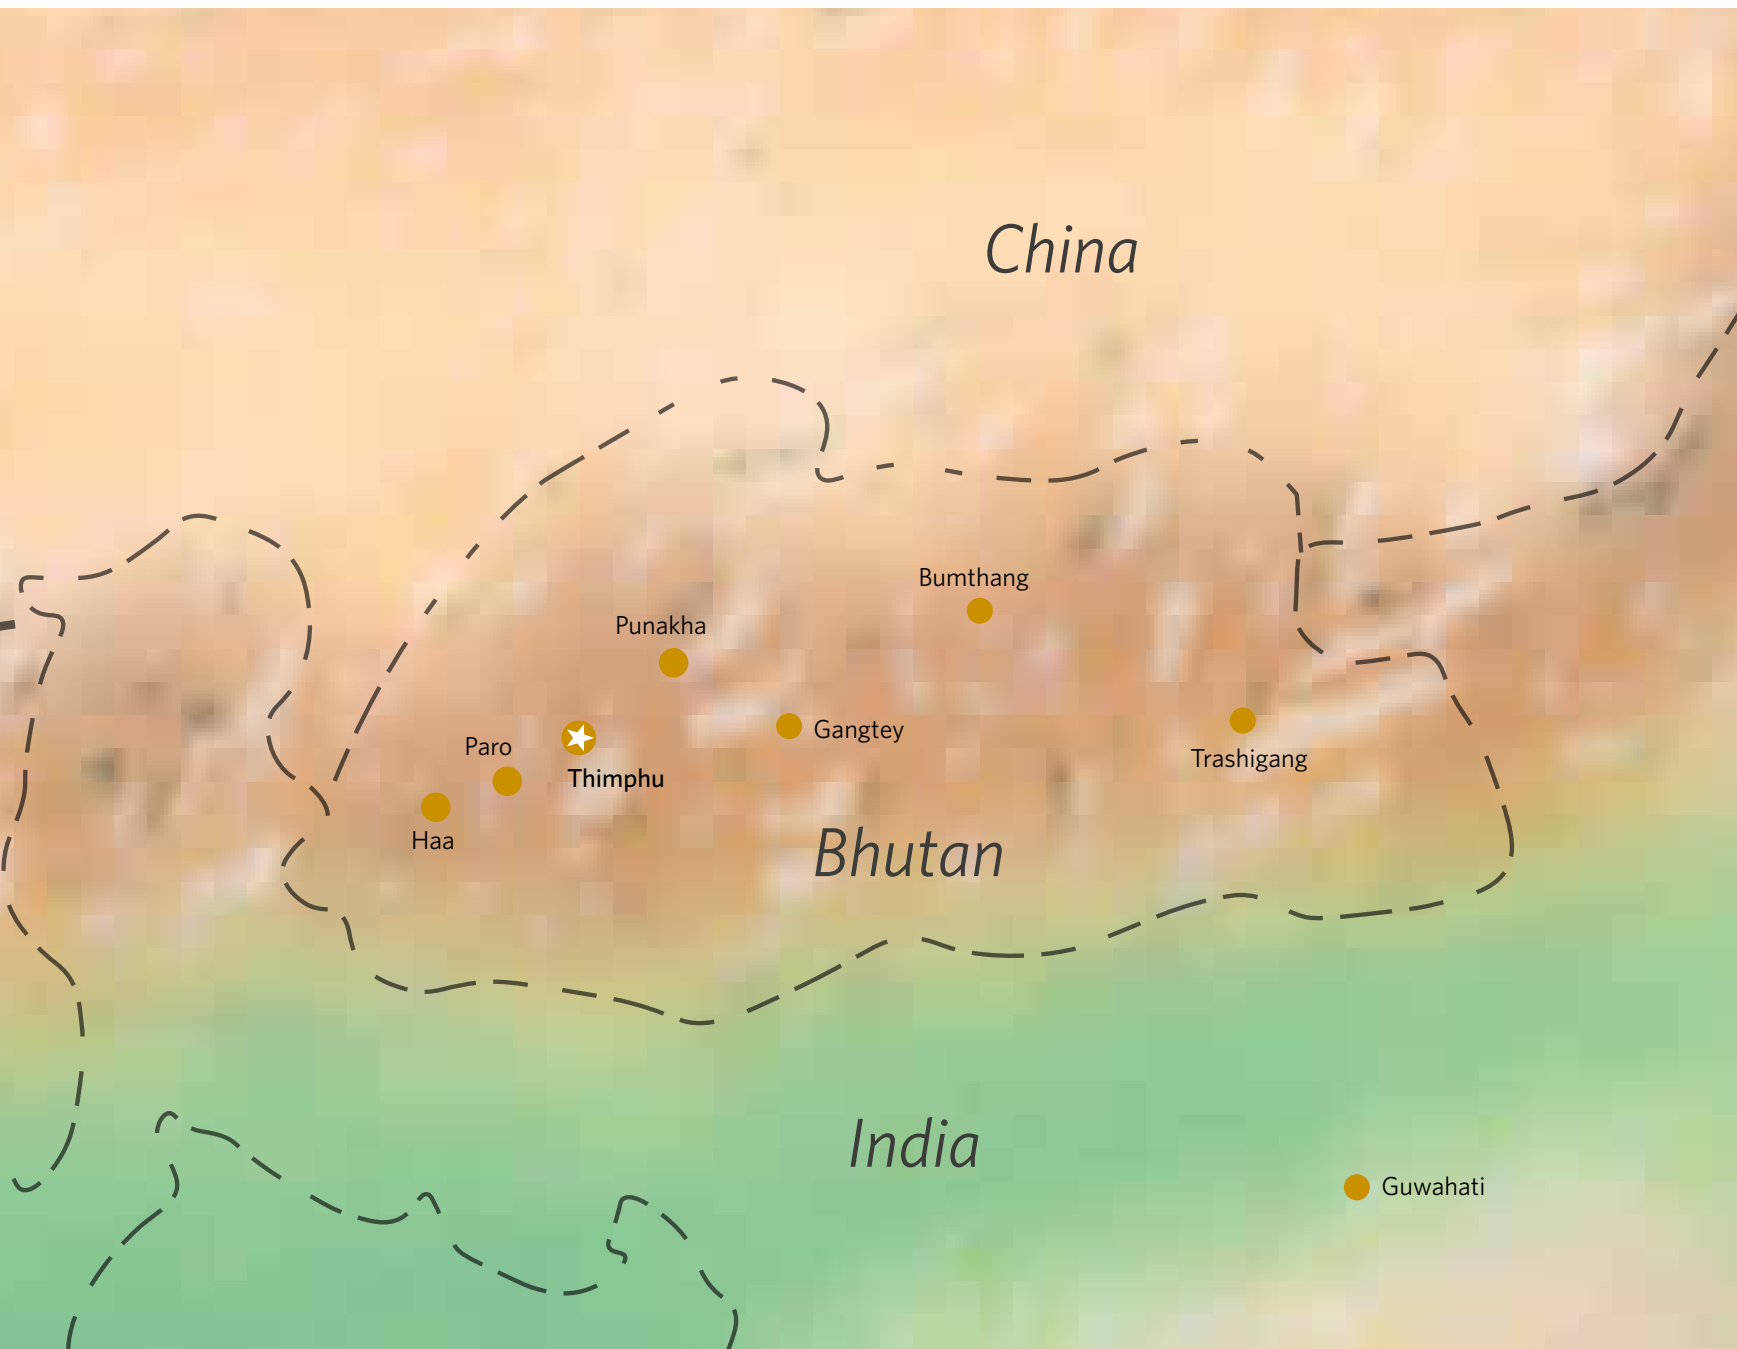 China
Bumthang
Punakha
Gangtey
Paro
Trashigang
Thimphu
Haa
Bhutan
India
Guwahati